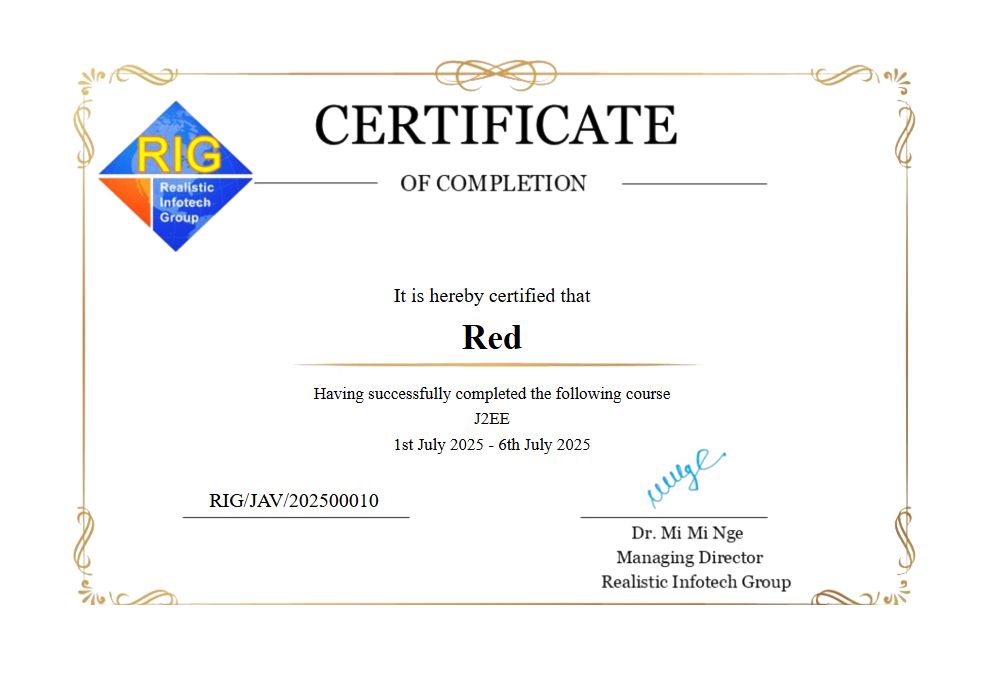 CERTIFICATE
OF COMPLETION
RIG
Realistic
Infotech
Group
It is hereby certified that
Red
Having successfully completed the following course
J2EE
1st July 2025 - 6th July 2025
RIG/JAV/202500010
Dr. Mi Mi Nge
Managing Director
Realistic Infotech Group